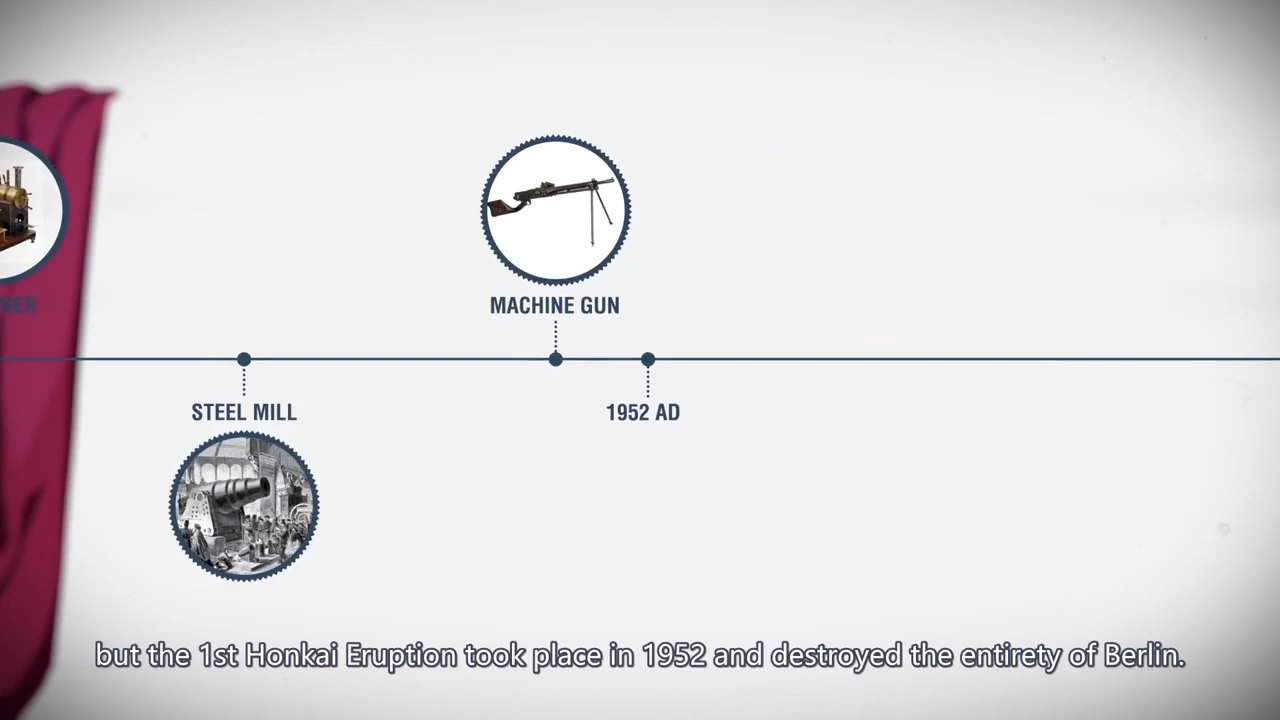 MACHINE GUN
STEEL MILL
1952 AD
but the 1st Honkai Eruption took place in 1952 and destroyed the entirety of Berlin.